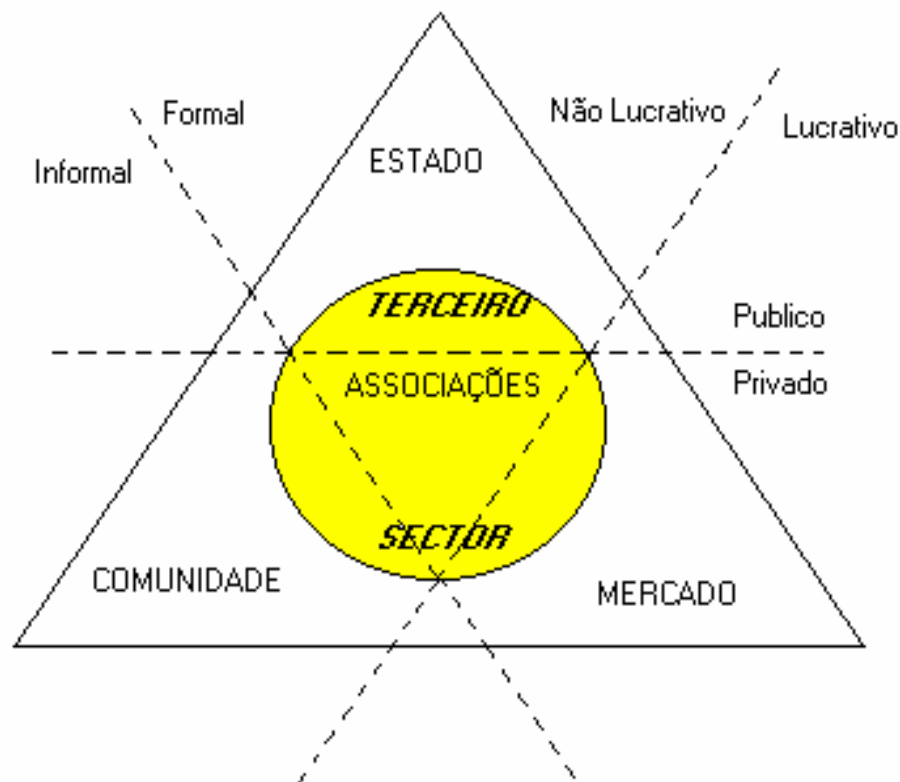 Formal
Não Lucrativo
Lucrativo
Informal
ESTADO
TERCEIRO
Publico
ASSOCIAÇÕES
Privado
SECTOR
COMUNIDADE
MERCADO